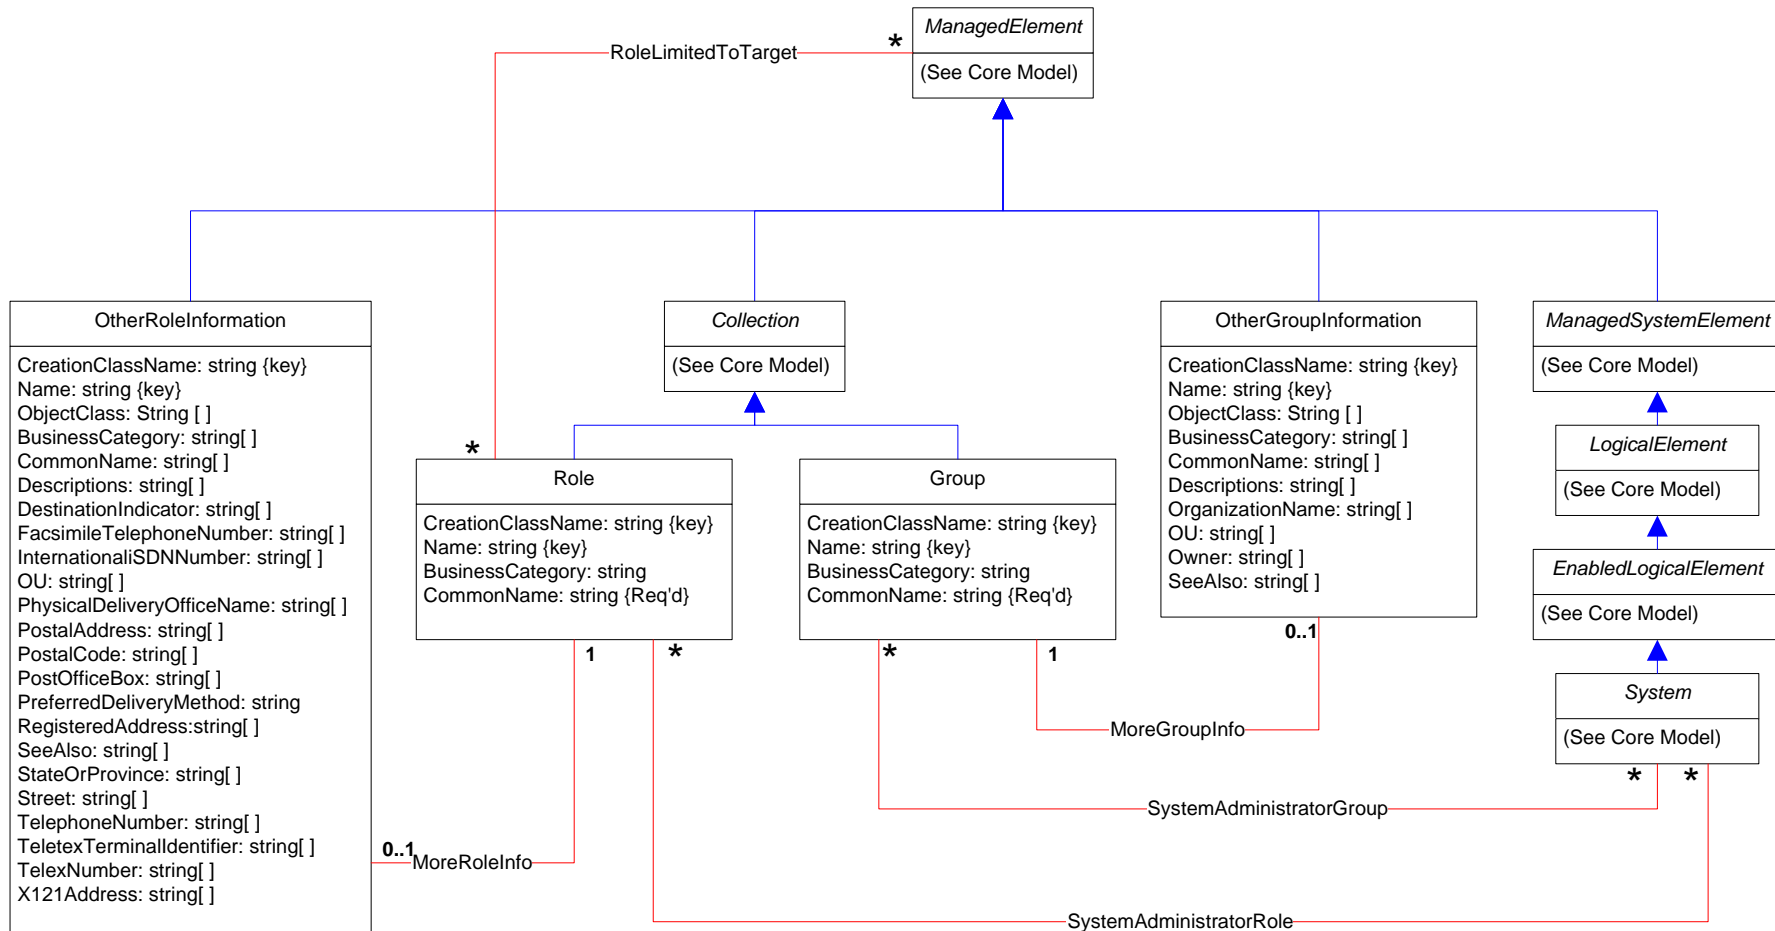 ManagedElement
(See Core Model)
*
RoleLimitedToTarget
*
OtherRoleInformation
CreationClassName: string {key}
Name: string {key}
ObjectClass: String [ ]
BusinessCategory: string[ ]
CommonName: string[ ]
Descriptions: string[ ]
DestinationIndicator: string[ ]
FacsimileTelephoneNumber: string[ ]
InternationaliSDNNumber: string[ ]
OU: string[ ]
PhysicalDeliveryOfficeName: string[ ]
PostalAddress: string[ ]
PostalCode: string[ ]
PostOfficeBox: string[ ]
PreferredDeliveryMethod: string
RegisteredAddress:string[ ]
SeeAlso: string[ ]
StateOrProvince: string[ ]
Street: string[ ]
TelephoneNumber: string[ ]
TeletexTerminalIdentifier: string[ ]
TelexNumber: string[ ]
X121Address: string[ ]
Collection
(See Core Model)
Role
CreationClassName: string {key}
Name: string {key}
BusinessCategory: string
CommonName: string {Req'd}
Group
CreationClassName: string {key}
Name: string {key}
BusinessCategory: string
CommonName: string {Req'd}
OtherGroupInformation
CreationClassName: string {key}
Name: string {key}
ObjectClass: String [ ]
BusinessCategory: string[ ]
CommonName: string[ ]
Descriptions: string[ ]
OrganizationName: string[ ]
OU: string[ ]
Owner: string[ ]
SeeAlso: string[ ]
ManagedSystemElement
(See Core Model)
LogicalElement
(See Core Model)
EnabledLogicalElement
(See Core Model)
System
(See Core Model)
1
*
*
1
0..1
MoreGroupInfo
*
*
SystemAdministratorGroup
0..1
MoreRoleInfo
SystemAdministratorRole